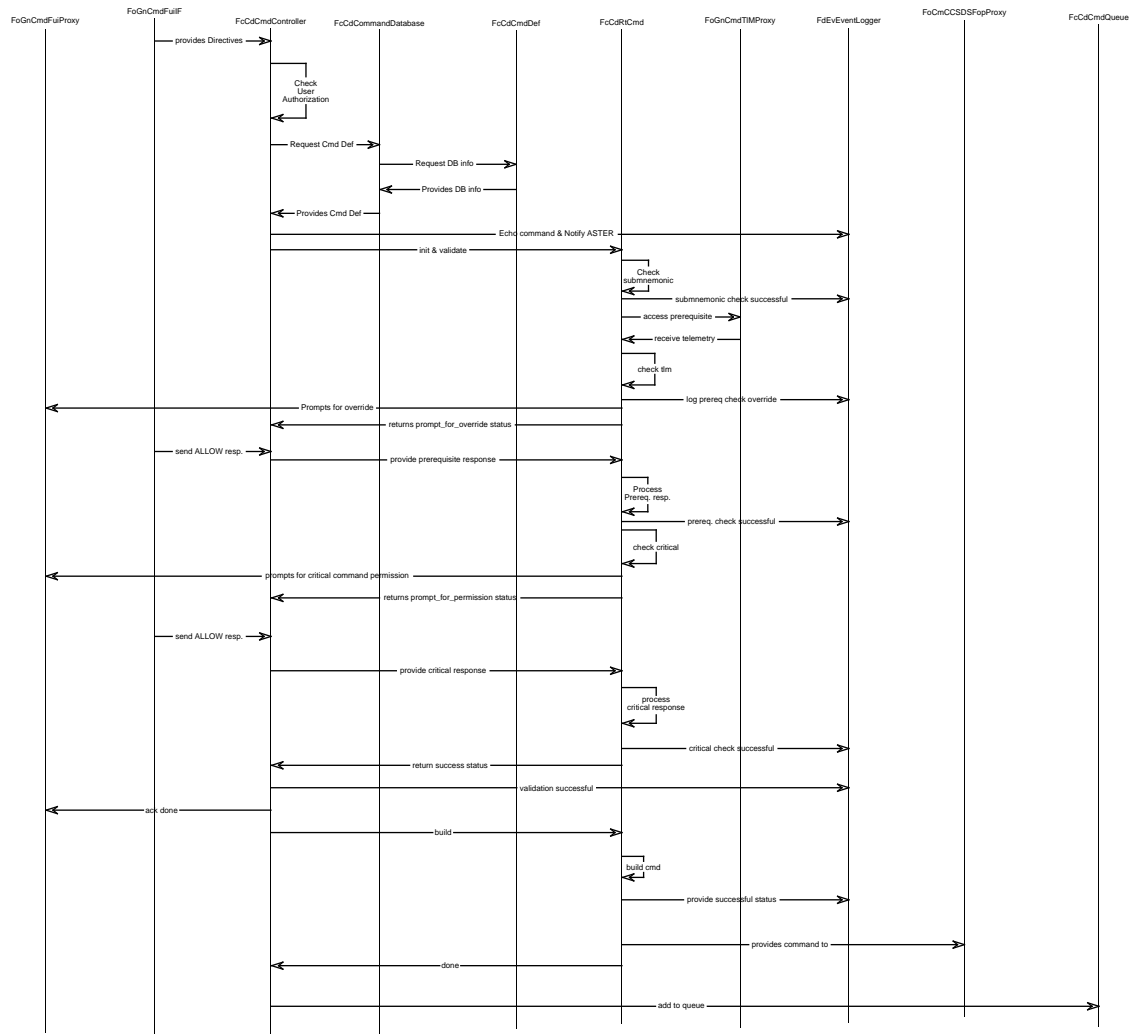 FoGnCmdFuiProxy
FoGnCmdFuiIF
FcCdCmdController
FcCdCommandDatabase
FcCdCmdDef
FcCdRtCmd
FoGnCmdTlMProxy
FdEvEventLogger
FoCmCCSDSFopProxy
FcCdCmdQueue
provides Directives
Check
User
Authorization
Request Cmd Def
Request DB info
Provides DB info
Provides Cmd Def
Echo command & Notify ASTER
init & validate
Check
submnemonic
submnemonic check successful
access prerequisite
receive telemetry
check tlm
log prereq check override
Prompts for override
returns prompt_for_override status
send ALLOW resp.
provide prerequisite response
Process
Prereq. resp.
prereq. check successful
check critical
prompts for critical command permission
returns prompt_for_permission status
send ALLOW resp.
provide critical response
process
critical response
critical check successful
return success status
validation successful
ack done
build
build cmd
provide successful status
provides command to
done
add to queue